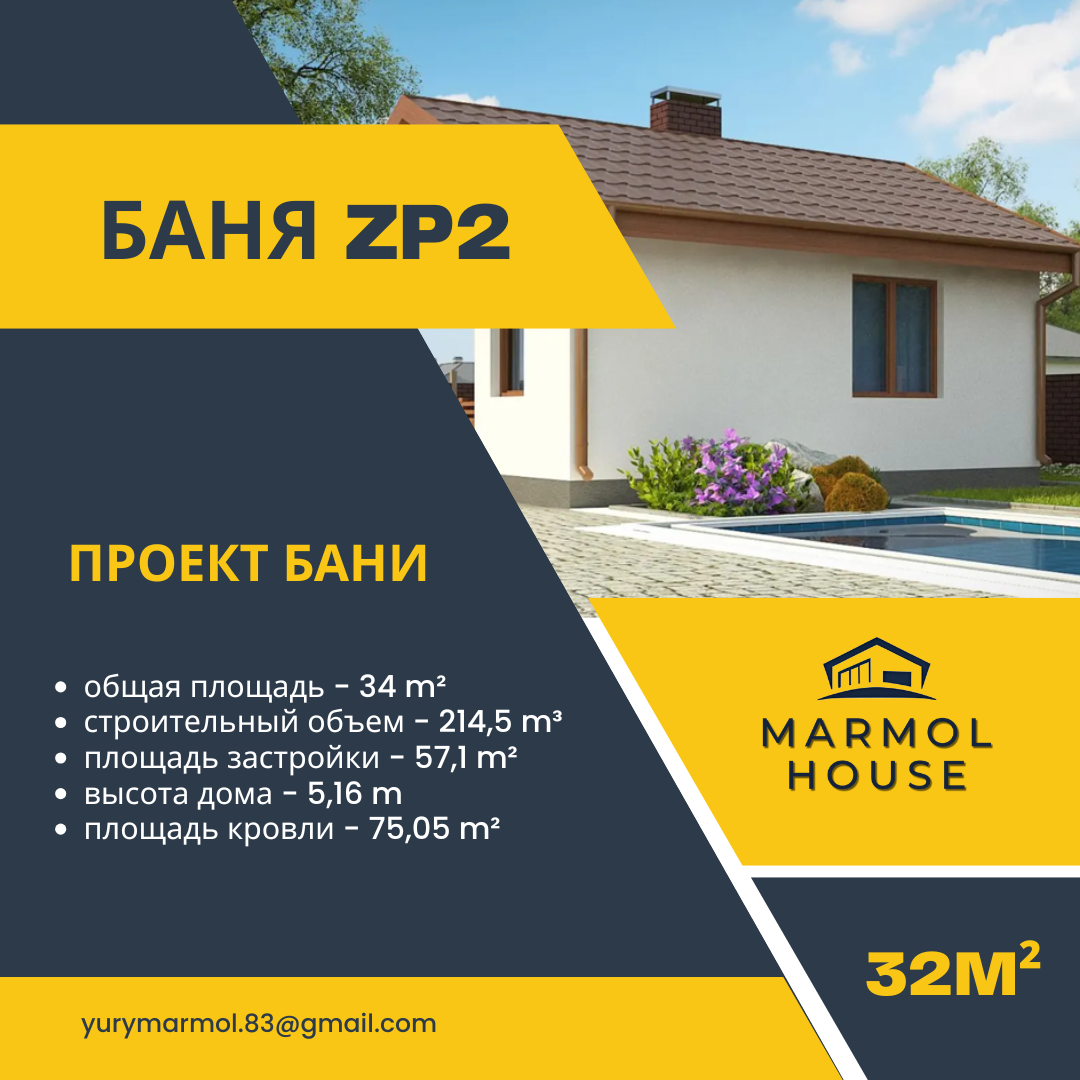 БАНЯ ZP2
ПРОЕКТ БАНИ
• общая площадь - 34 m²
• строительный объем - 214,5 m³
• площадь застройки - 57,1 m²
• высота дома - 5,16 m
• площадь кровли - 75,05 m²
MARMOL
HOUSE
32М²
yurymarmol.83@gmail.com